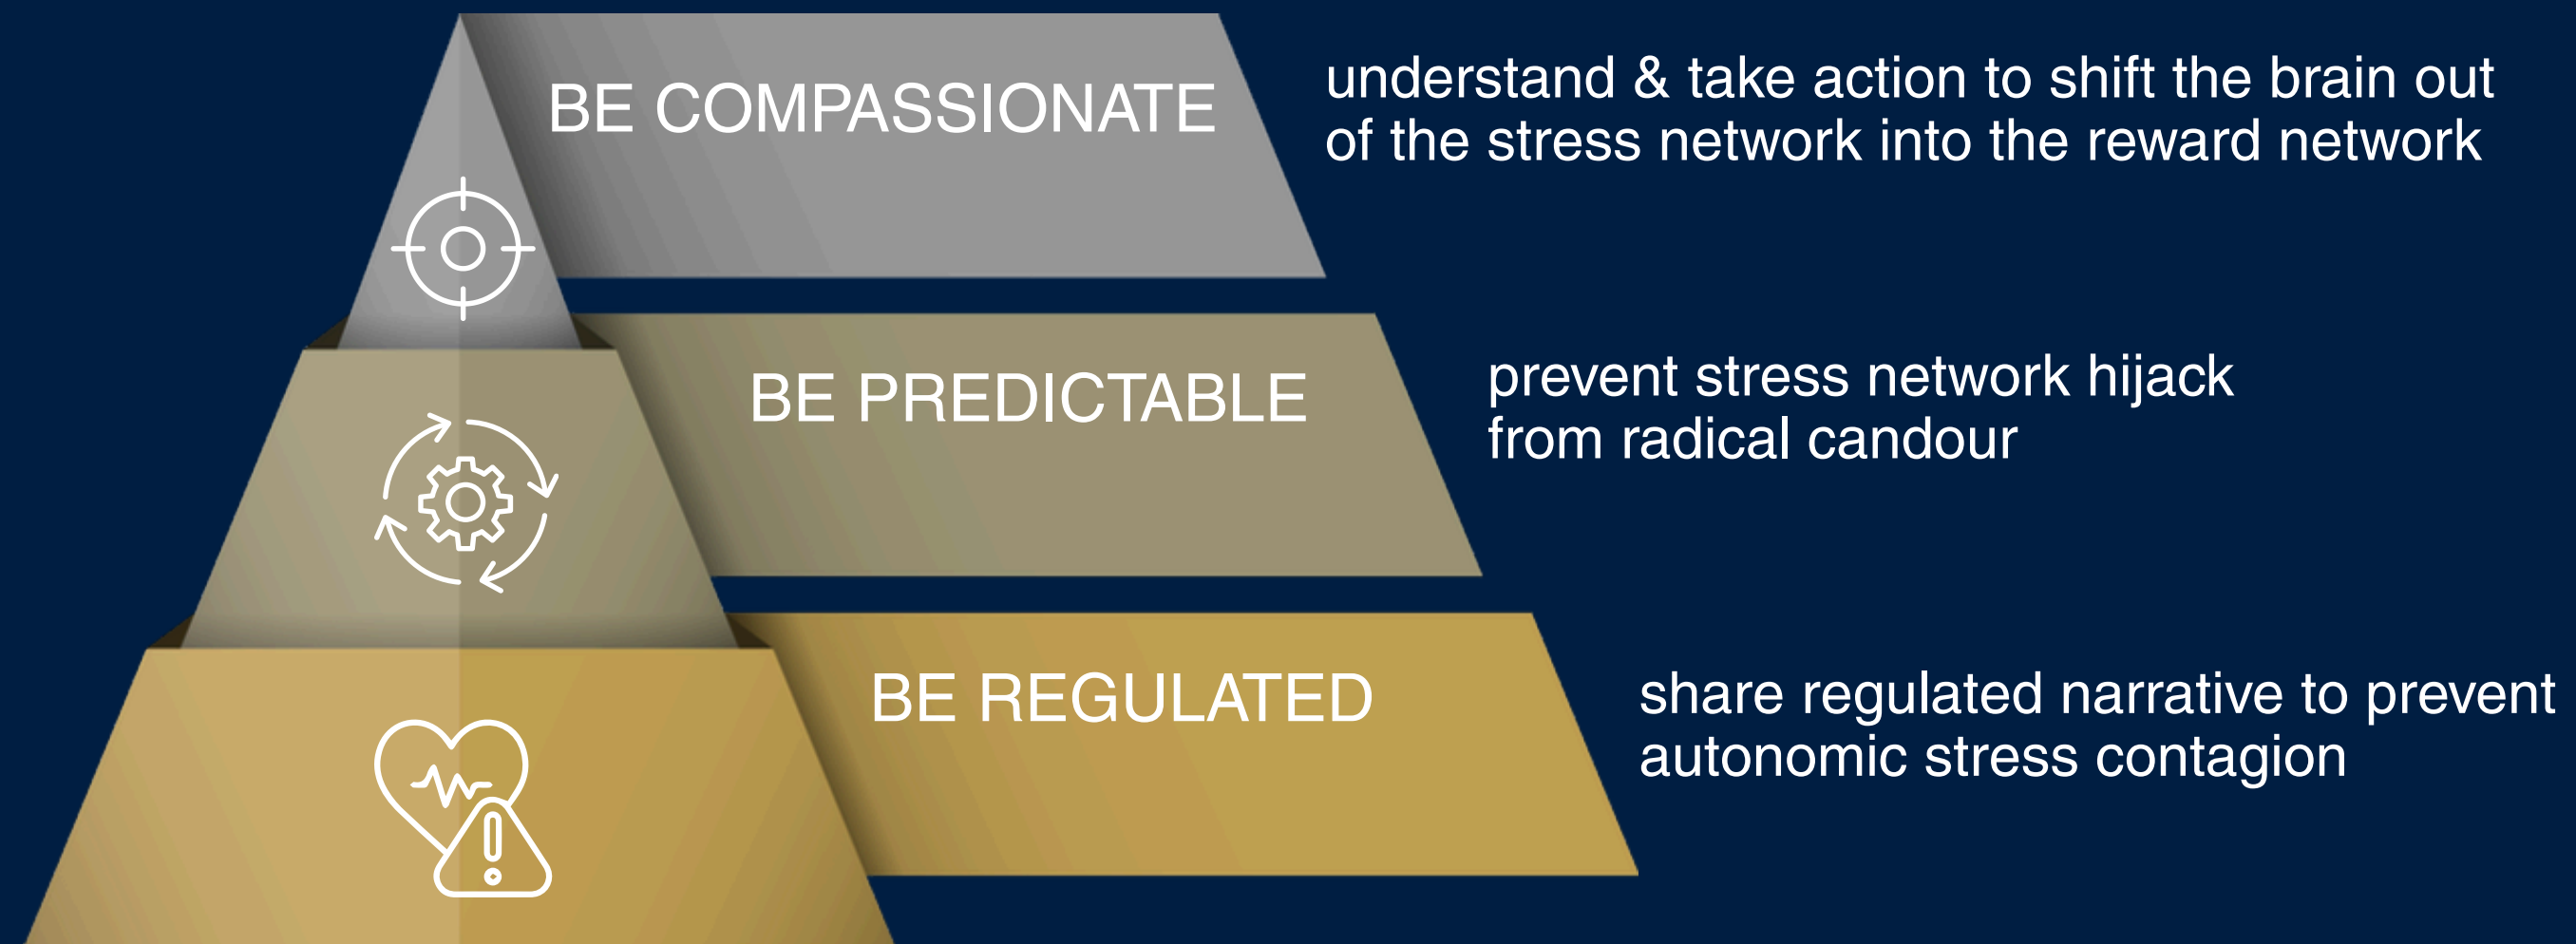 BE COMPASSIONATE
understand & take action to shift the brain out
of the stress network into the reward network
BE PREDICTABLE
prevent stress network hijack
from radical candour
BE REGULATED
share regulated narrative to prevent
autonomic stress contagion